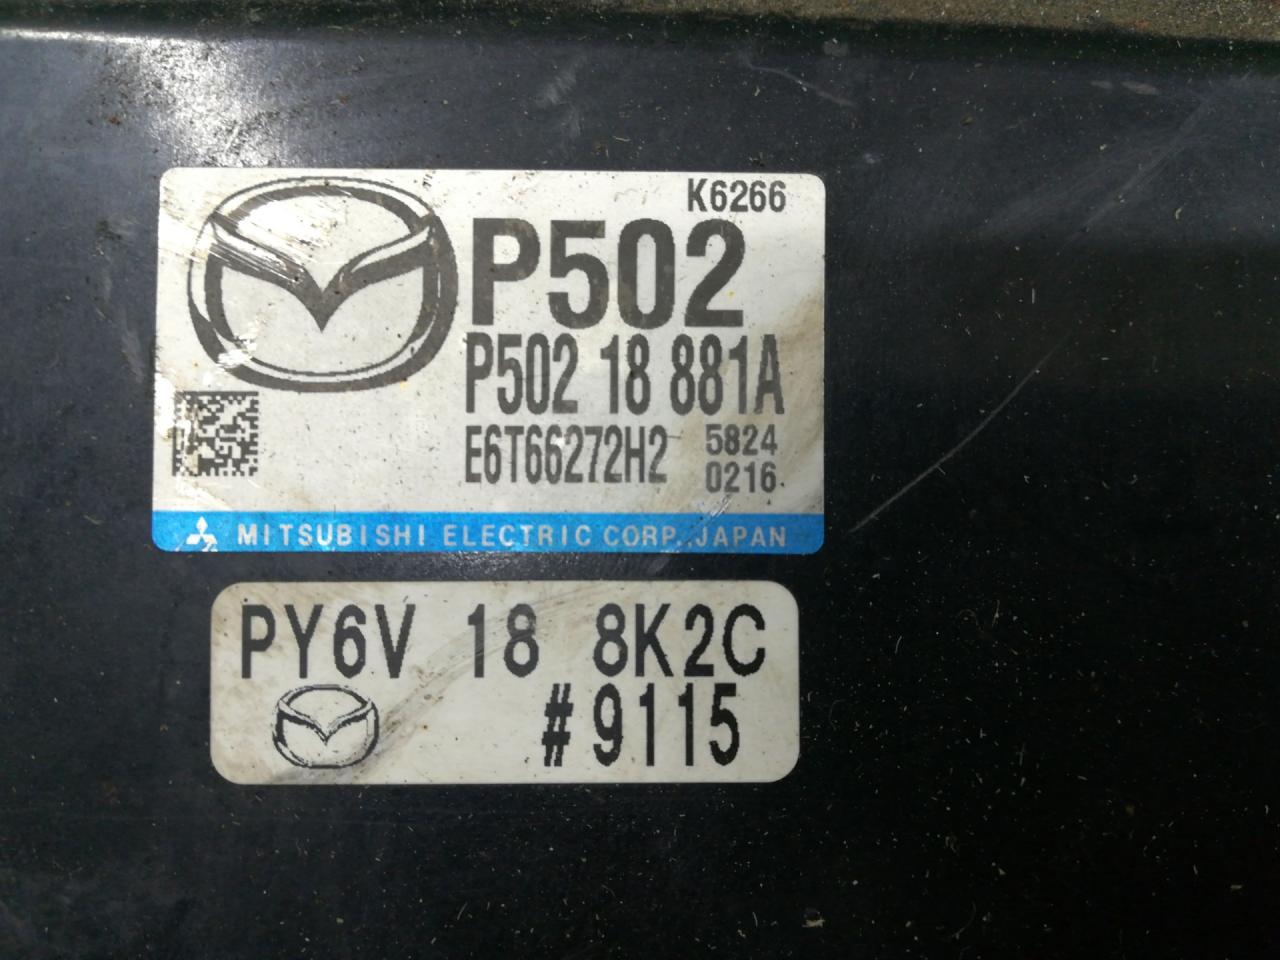 K6266
P502
P502 18 881A
E6T66272H2 5824
0216
MITSUBISHI ELECTRIC CORP. JAPAN
PY6V 18 8K2C
#9115